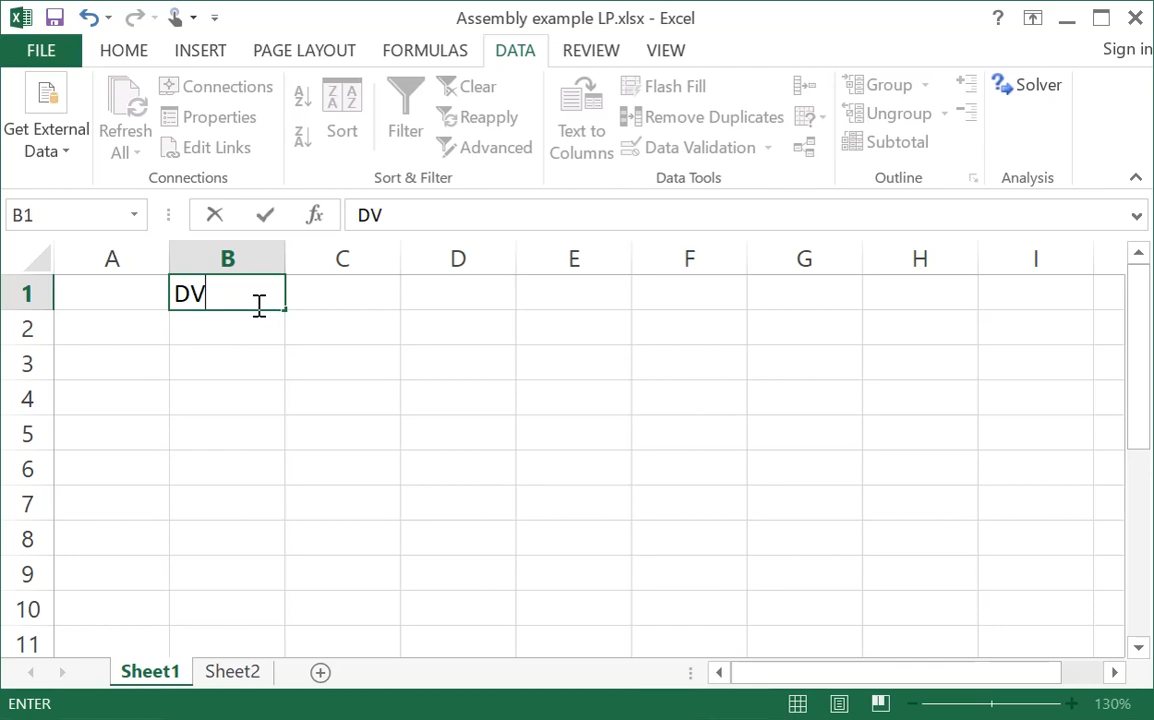 Assembly example LP.xlsx - Excel
?
FILE HOME INSERT PAGE LAYOUT FORMULAS DATA REVIEW VIEW Sign in
Get External Data
Refresh All
Connections
Properties
Edit Links
Connections
Sort
Filter
Clear
Reapply
Advanced
Sort & Filter
Text to Columns
Flash Fill
Remove Duplicates
Data Validation
Data Tools
Group
Ungroup
Subtotal
Outline
Solver
Analysis
B1 fx DV
A B C D E F G H I
1 DV
2
3
4
5
6
7
8
9
10
11
Sheet1 Sheet2
ENTER 130%